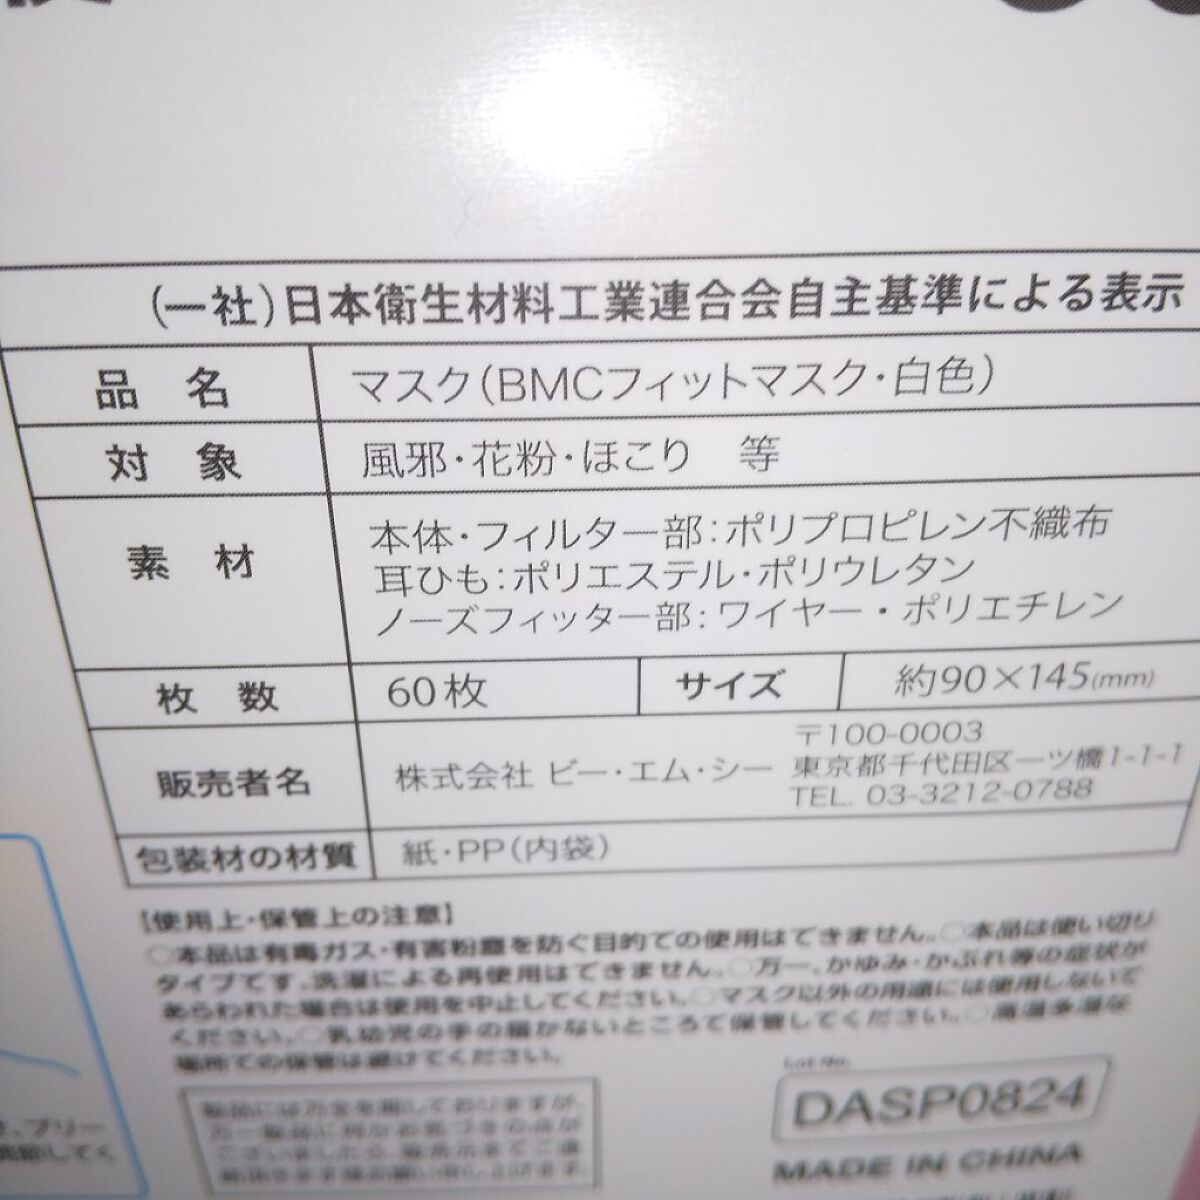 (一社)日本衛生材料工業連合会自主基準による表示
品 名 マスク(BMCフィットマスク・白色)
対 象 風邪・花粉・ほこり 等
素 材 本体・フィルター部:ポリプロピレン不織布
耳ひも:ポリエステル・ポリウレタン
ノーズフィッター部:ワイヤー・ポリエチレン
枚 数 60枚 サイズ 約90×145(mm)
販売者名 株式会社 ビー・エム・シー
〒100-0003
東京都千代田区一ツ橋1-1-1
TEL. 03-3212-0788
包装材の材質 紙・PP(内袋)
【使用上・保管上の注意】
○本品は有毒ガス・有害粉塵を防ぐ目的での使用はできません。○本品は使い切り
タイプです。洗濯による再使用はできません。○万一、かゆみ・かぶれ等の症状が
あらわれた場合は使用を中止してください。○マスク以外の用途には使用しないで
ください。○乳幼児の手の届かないところで保管してください。○高温多湿な
場所での保管は避けてください。
Lot No.
DASP0824
MADE IN CHINA
プリー